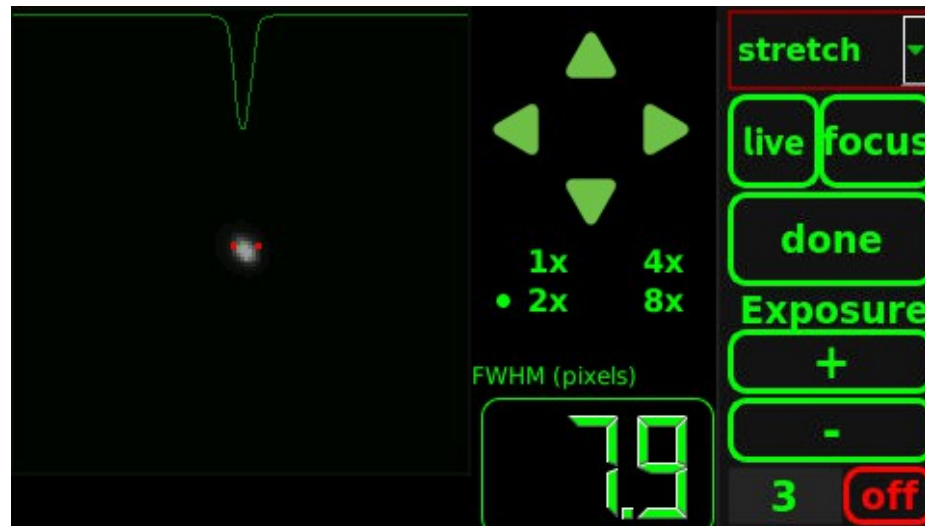 stretch
live focus
done
1x 4x
2x 8x
Exposure
+
FWHM (pixels)
7.9
-
3 off